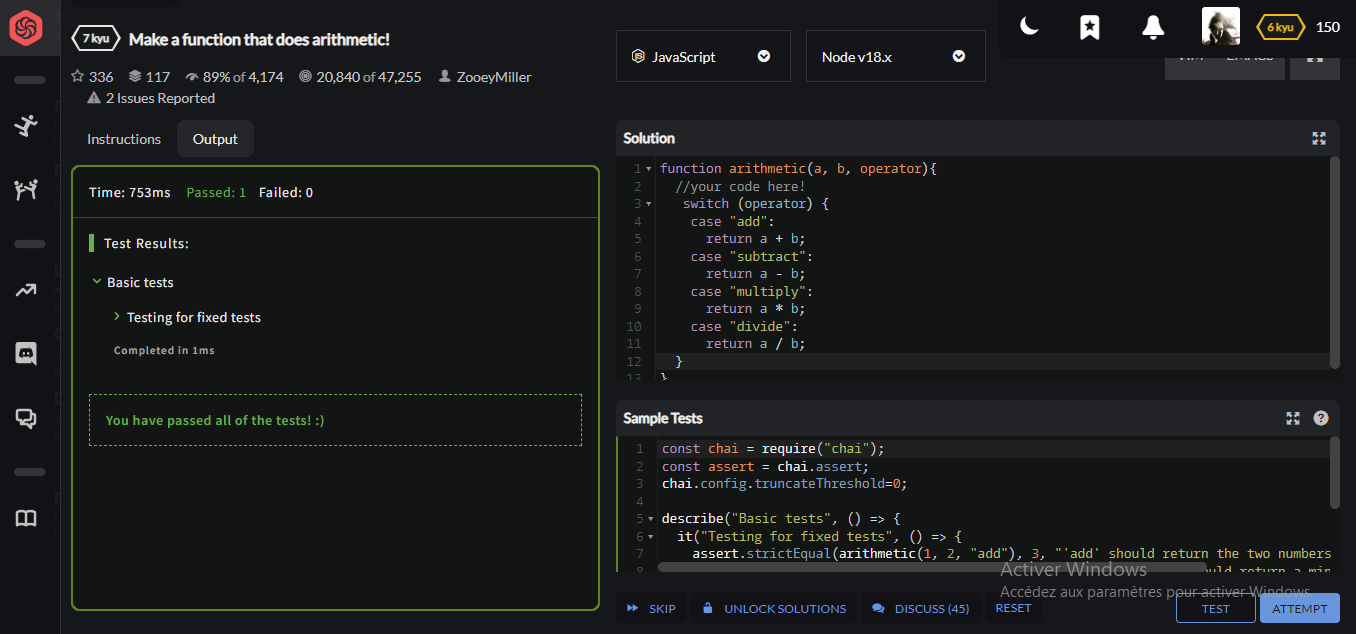 7 kyu Make a function that does arithmetic!
336 117 89% of 4,174 20,840 of 47,255 ZooeyMiller
2 Issues Reported
Instructions Output
Time: 753ms Passed: 1 Failed: 0
Test Results:
Basic tests
Testing for fixed tests
Completed in 1ms
You have passed all of the tests! :)
JavaScript Node v18.x
6 kyu 150
VIM EMACS
Solution
1 function arithmetic(a, b, operator){
2 //your code here!
3 switch (operator) {
4 case "add":
5 return a + b;
6 case "subtract":
7 return a - b;
8 case "multiply":
9 return a * b;
10 case "divide":
11 return a / b;
12 }
13 }
Sample Tests
1 const chai = require("chai");
2 const assert = chai.assert;
3 chai.config.truncateThreshold=0;
4
5 describe("Basic tests", () => {
6 it("Testing for fixed tests", () => {
7 assert.strictEqual(arithmetic(1, 2, "add"), 3, "'add' should return the two numbers
8 should return a
Activer Windows
Accédez aux paramètres pour activer Windows.
SKIP UNLOCK SOLUTIONS DISCUSS (45) RESET TEST ATTEMPT